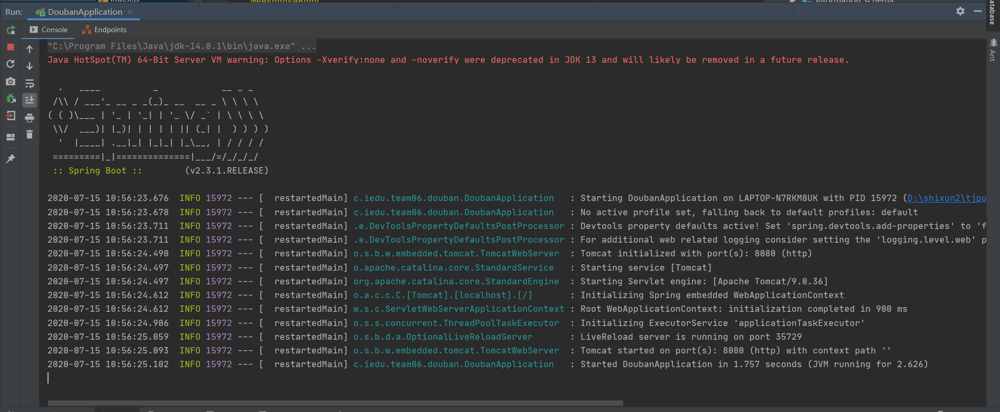 Run: DoubanApplication
Console Endpoints
"C:\Program Files\Java\jdk-14.0.1\bin\java.exe" ...
Java HotSpot(TM) 64-Bit Server VM warning: Options -Xverify:none and -noverify were deprecated in JDK 13 and will likely be removed in a future release.
  .   ____          _            __ _ _
 /\\ / ___'_ __ _ _(_)_ __  __ _ \ \ \ \
( ( )\___ | '_ | '_| | '_ \/ _` | \ \ \ \
 \\/  ___)| |_)| | | | | || (_| |  ) ) ) )
  '  |____| .__|_| |_|_| |_\__, | / / / /
 =========|_|==============|___/=/_/_/_/
 :: Spring Boot ::        (v2.3.1.RELEASE)
2020-07-15 10:56:23.676  INFO 15972 --- [  restartedMain] c.iedu.team06.douban.DoubanApplication   : Starting DoubanApplication on LAPTOP-N7RKM8UK with PID 15972 (D:\shixun2\tjpu
2020-07-15 10:56:23.678  INFO 15972 --- [  restartedMain] c.iedu.team06.douban.DoubanApplication   : No active profile set, falling back to default profiles: default
2020-07-15 10:56:23.711  INFO 15972 --- [  restartedMain] .e.DevToolsPropertyDefaultsPostProcessor : Devtools property defaults active! Set 'spring.devtools.add-properties' to 'f
2020-07-15 10:56:23.711  INFO 15972 --- [  restartedMain] .e.DevToolsPropertyDefaultsPostProcessor : For additional web related logging consider setting the 'logging.level.web' p
2020-07-15 10:56:24.490  INFO 15972 --- [  restartedMain] o.s.b.w.embedded.tomcat.TomcatWebServer  : Tomcat initialized with port(s): 8080 (http)
2020-07-15 10:56:24.497  INFO 15972 --- [  restartedMain] o.apache.catalina.core.StandardService   : Starting service [Tomcat]
2020-07-15 10:56:24.497  INFO 15972 --- [  restartedMain] org.apache.catalina.core.StandardEngine  : Starting Servlet engine: [Apache Tomcat/9.0.36]
2020-07-15 10:56:24.612  INFO 15972 --- [  restartedMain] o.a.c.c.C.[Tomcat].[localhost].[/]       : Initializing Spring embedded WebApplicationContext
2020-07-15 10:56:24.612  INFO 15972 --- [  restartedMain] w.s.c.ServletWebServerApplicationContext : Root WebApplicationContext: initialization completed in 900 ms
2020-07-15 10:56:24.906  INFO 15972 --- [  restartedMain] o.s.s.concurrent.ThreadPoolTaskExecutor  : Initializing ExecutorService 'applicationTaskExecutor'
2020-07-15 10:56:25.059  INFO 15972 --- [  restartedMain] o.s.b.d.a.OptionalLiveReloadServer       : LiveReload server is running on port 35729
2020-07-15 10:56:25.093  INFO 15972 --- [  restartedMain] o.s.b.w.embedded.tomcat.TomcatWebServer  : Tomcat started on port(s): 8080 (http) with context path ''
2020-07-15 10:56:25.102  INFO 15972 --- [  restartedMain] c.iedu.team06.douban.DoubanApplication   : Started DoubanApplication in 1.757 seconds (JVM running for 2.626)
atabase
Ant